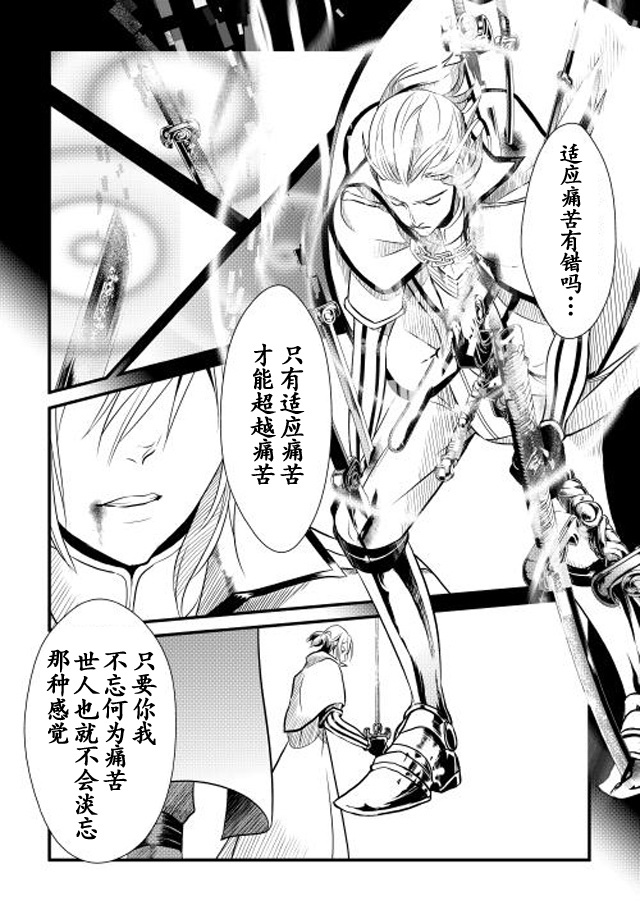 适应痛苦有错吗…
只有适应痛苦
才能超越痛苦
只要你我
不忘何为痛苦
世人也就不会淡忘
那种感觉